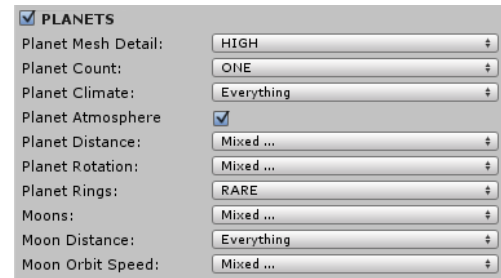 PLANETS
Planet Mesh Detail: HIGH
Planet Count: ONE
Planet Climate: Everything
Planet Atmosphere
Planet Distance: Mixed ...
Planet Rotation: Mixed ...
Planet Rings: RARE
Moons: Mixed ...
Moon Distance: Everything
Moon Orbit Speed: Mixed ...